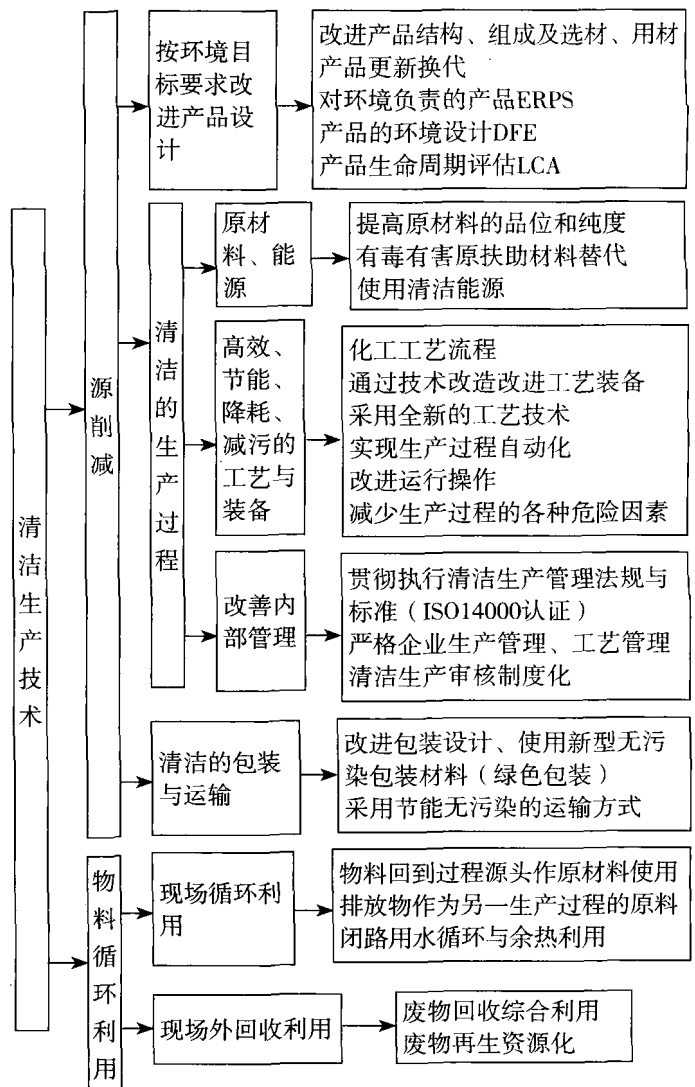 清洁生产技术
源削减
按环境目
标要求改
进产品设
计
改进产品结构、组成及选材、用材
产品更新换代
对环境负责的产品ERPS
产品的环境设计DFE
产品生命周期评估LCA
清洁的生产过程
原材
料、能
源
提高原材料的品位和纯度
有毒有害原扶助材料替代
使用清洁能源
高效、
节能、
降耗、
减污的
工艺与
装备
化工工艺流程
通过技术改造改进工艺装备
采用全新的工艺技术
实现生产过程自动化
改进运行操作
减少生产过程的各种危险因素
改善内
部管理
贯彻执行清洁生产管理法规与
标准（ISO14000认证）
严格企业生产管理、工艺管理
清洁生产审核制度化
清洁的包装
与运输
改进包装设计、使用新型无污
染包装材料（绿色包装）
采用节能无污染的运输方式
物料循环利用
现场循环利
用
物料回到过程源头作原材料使用
排放物作为另一生产过程的原料
闭路用水循环与余热利用
现场外回收利用
废物回收综合利用
废物再生资源化